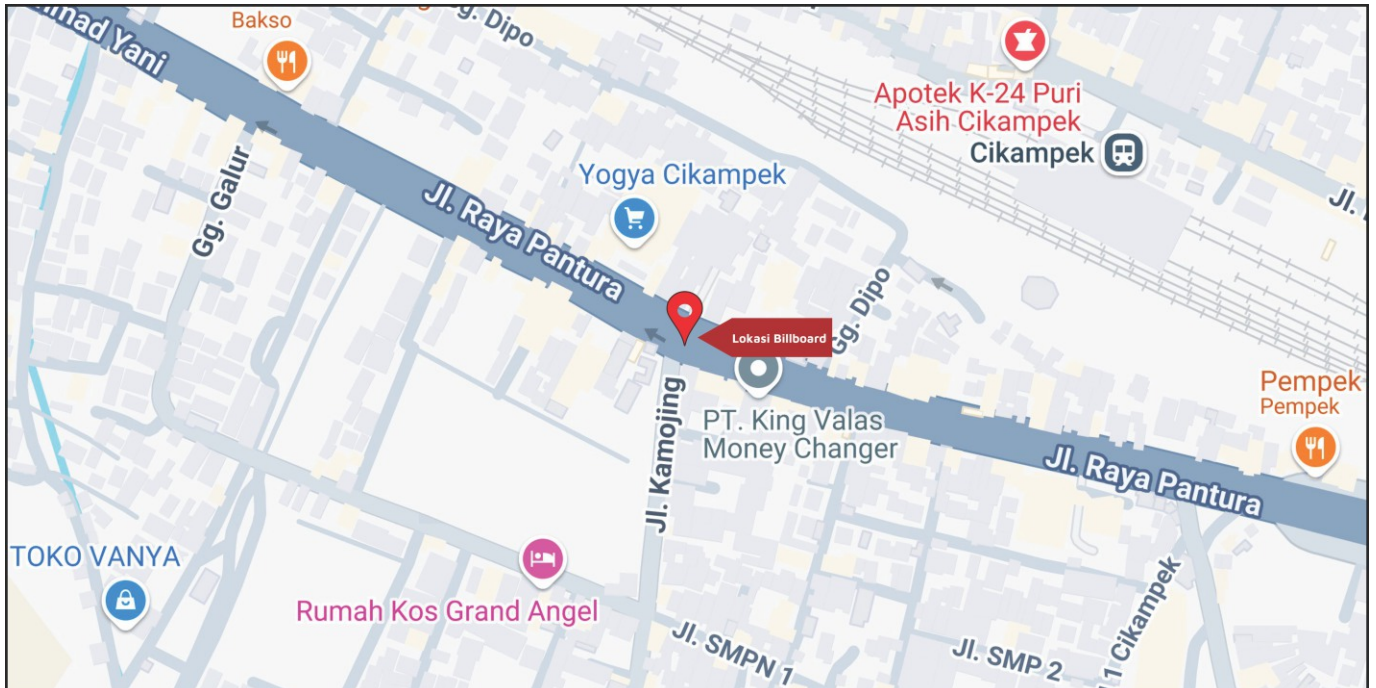 Bakso
Gg. Dipo
mad Yani
Apotek K-24 Puri
Asih Cikampek
Cikampek
Yogya Cikampek
Gg. Galur
Jl. Raya Pantura
Jl.
Gg. Dipo
Lokasi Billboard
PT. King Valas
Money Changer
Pempek
Pempek
Jl. Kamojing
Jl. Raya Pantura
TOKO VANYA
Rumah Kos Grand Angel
Jl. SMPN 1
Jl. SMP 2
1 Cikampek